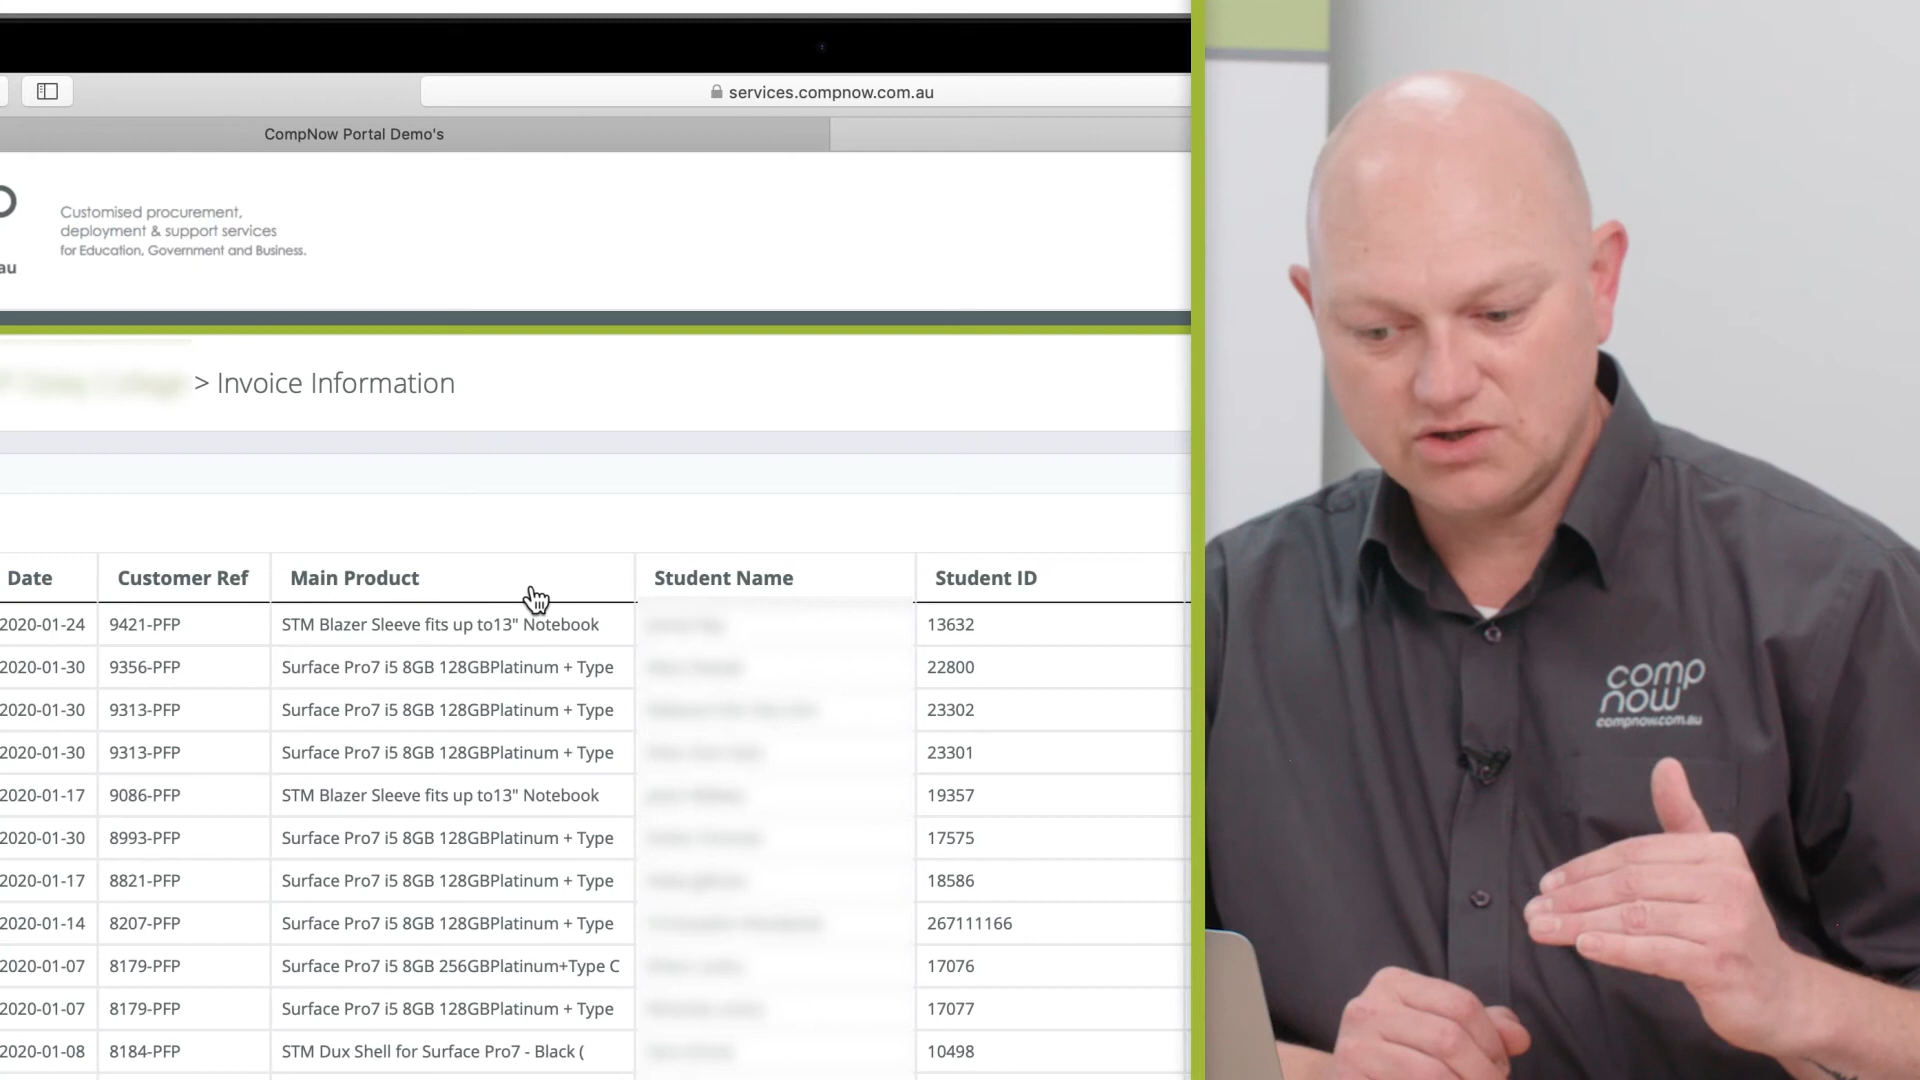 services.compnow.com.au
CompNow Portal Demo's
Customised procurement,
deployment & support services
for Education, Government and Business.
au
> Invoice Information
Date Customer Ref Main Product Student Name Student ID
2020-01-24 9421-PFP STM Blazer Sleeve fits up to13" Notebook 13632
2020-01-30 9356-PFP Surface Pro7 i5 8GB 128GBPlatinum + Type 22800
2020-01-30 9313-PFP Surface Pro7 i5 8GB 128GBPlatinum + Type 23302
2020-01-30 9313-PFP Surface Pro7 i5 8GB 128GBPlatinum + Type 23301
2020-01-17 9086-PFP STM Blazer Sleeve fits up to13" Notebook 19357
2020-01-30 8993-PFP Surface Pro7 i5 8GB 128GBPlatinum + Type 17575
2020-01-17 8821-PFP Surface Pro7 i5 8GB 128GBPlatinum + Type 18586
2020-01-14 8207-PFP Surface Pro7 i5 8GB 128GBPlatinum + Type 267111166
2020-01-07 8179-PFP Surface Pro7 i5 8GB 256GBPlatinum+Type C 17076
2020-01-07 8179-PFP Surface Pro7 i5 8GB 128GBPlatinum + Type 17077
2020-01-08 8184-PFP STM Dux Shell for Surface Pro7 - Black ( 10498
comp
now
compnow.com.au